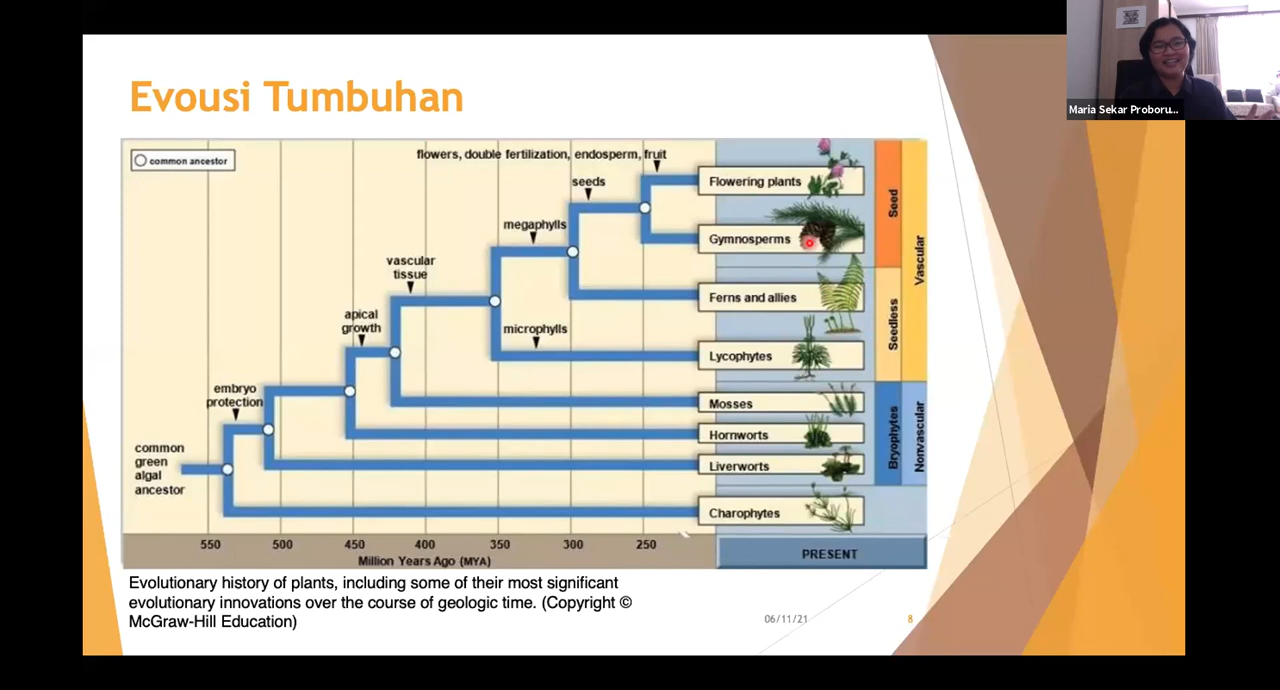 Evousi Tumbuhan
Maria Sekar Proboru...
common ancestor
flowers, double fertilization, endosperm, fruit
seeds
megaphylls
vascular
tissue
apical
growth
microphylls
embryo
protection
common
green
algal
ancestor
Flowering plants
Gymnosperms
Ferns and allies
Lycophytes
Mosses
Hornworts
Liverworts
Charophytes
Seed
Seedless
Vascular
Bryophytes
Nonvascular
550 500 450 400 350 300 250
Million Years Ago (MYA)
PRESENT
Evolutionary history of plants, including some of their most significant
evolutionary innovations over the course of geologic time. (Copyright ©
McGraw-Hill Education)
06/11/21
8